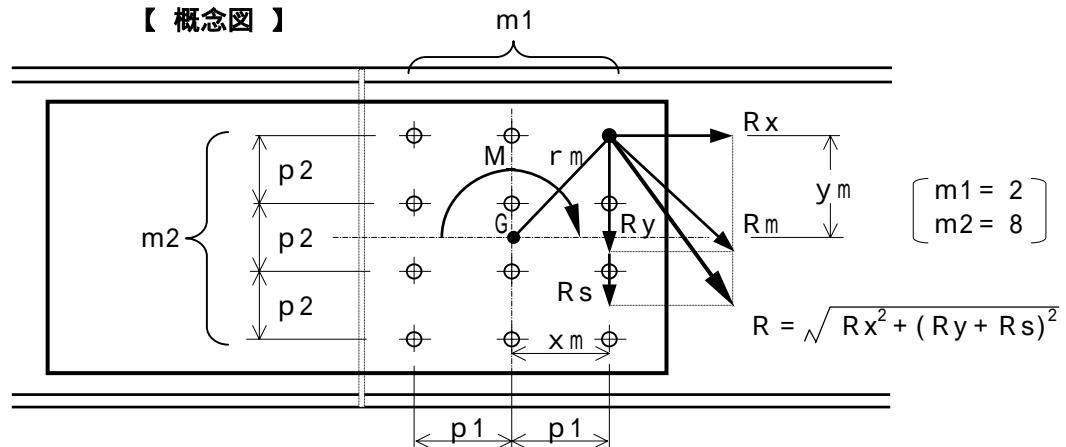 【 概念図 】
m1
Rx
p2
M
rm
ym
m1= 2
m2= 8
m2
p2
G
Ry
Rm
p2
Rs
xm
R = √ Rx² + ( Ry + Rs )²
p1
p1